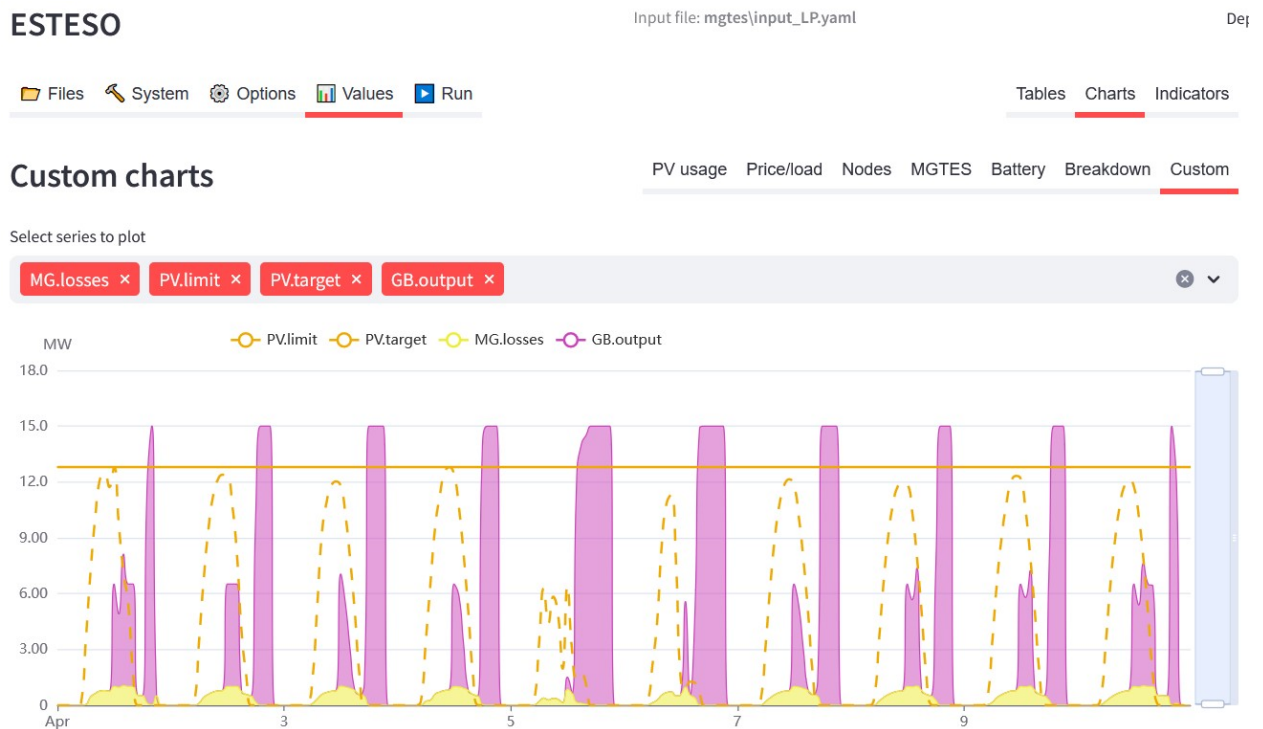 ESTESO
Input file: mgtes\input_LP.yaml
Dep
Files System Options Values Run
Tables Charts Indicators
Custom charts
PV usage Price/load Nodes MGTES Battery Breakdown Custom
Select series to plot
MG.losses × PV.limit × PV.target × GB.output ×
MW
PV.limit PV.target MG.losses GB.output
18.0
15.0
12.0
9.00
6.00
3.00
0
Apr 3 5 7 9